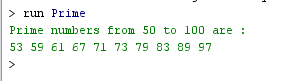 > run Prime
Prime numbers from 50 to 100 are :
53 59 61 67 71 73 79 83 89 97
>